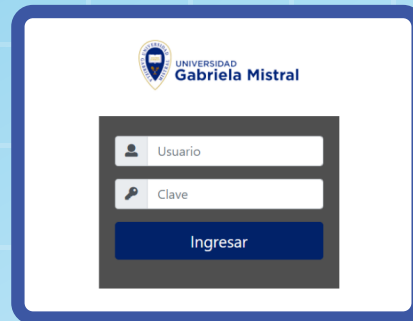 UNIVERSIDAD
Gabriela Mistral
Usuario
Clave
Ingresar